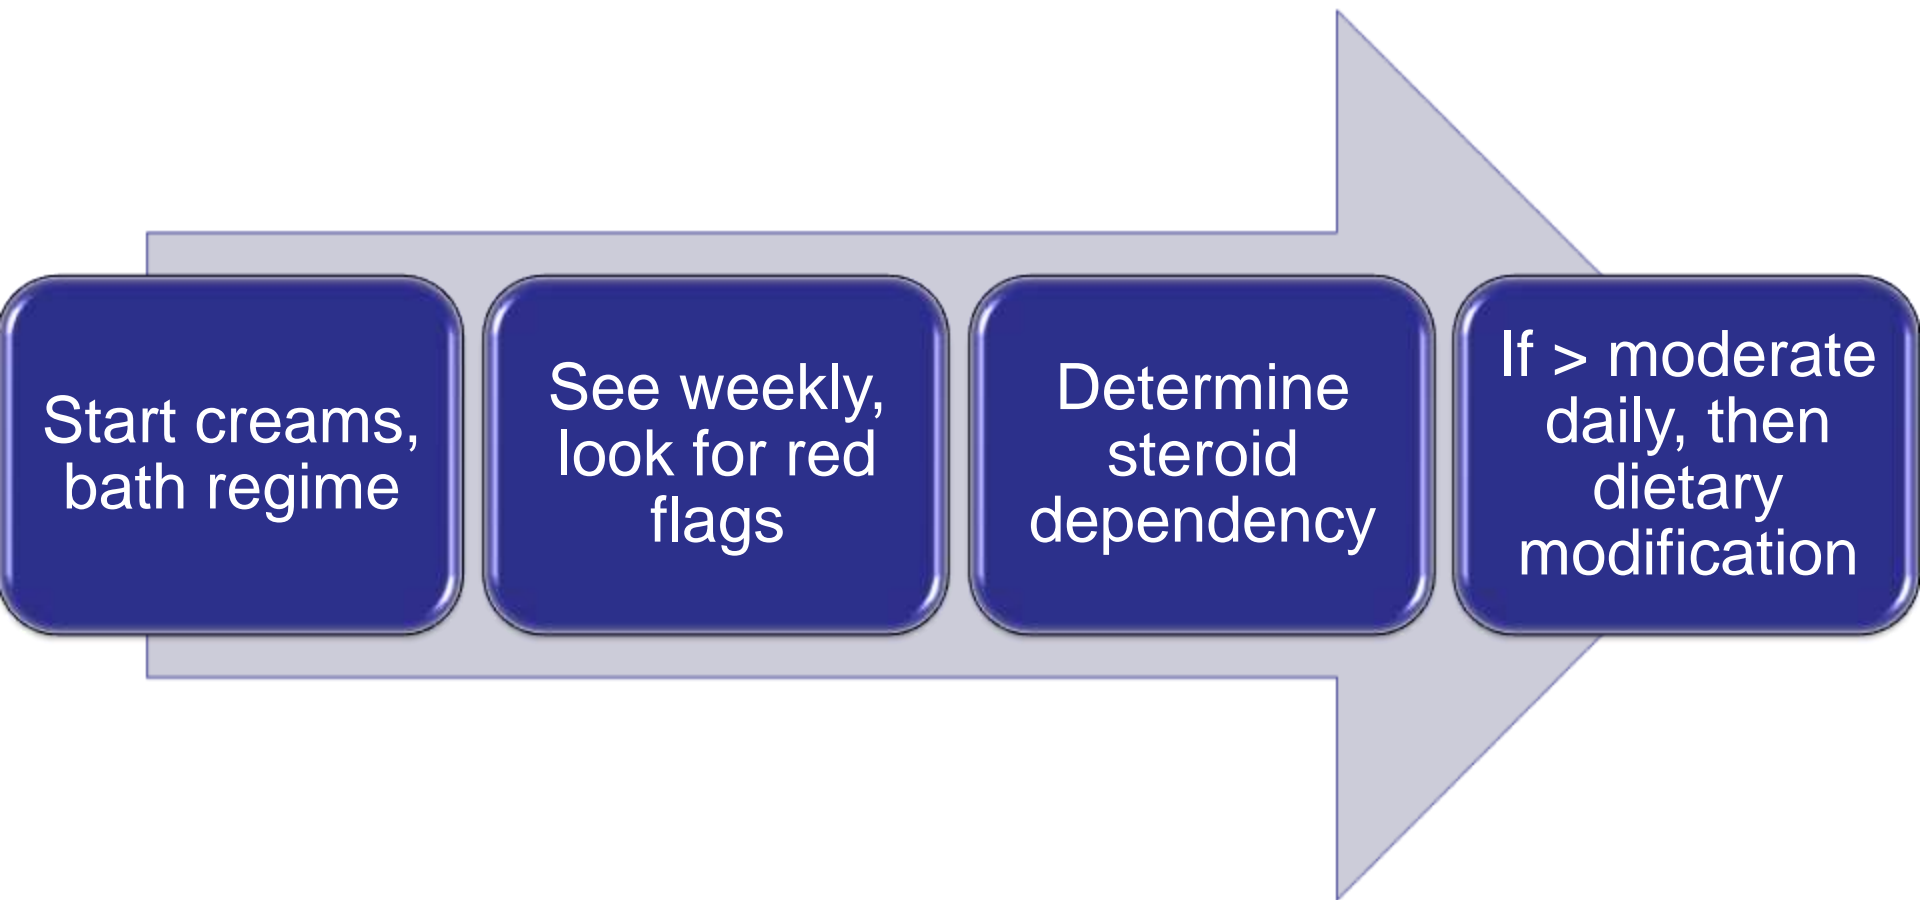 Start creams,
bath regime
See weekly,
look for red
flags
Determine
steroid
dependency
If > moderate
daily, then
dietary
modification